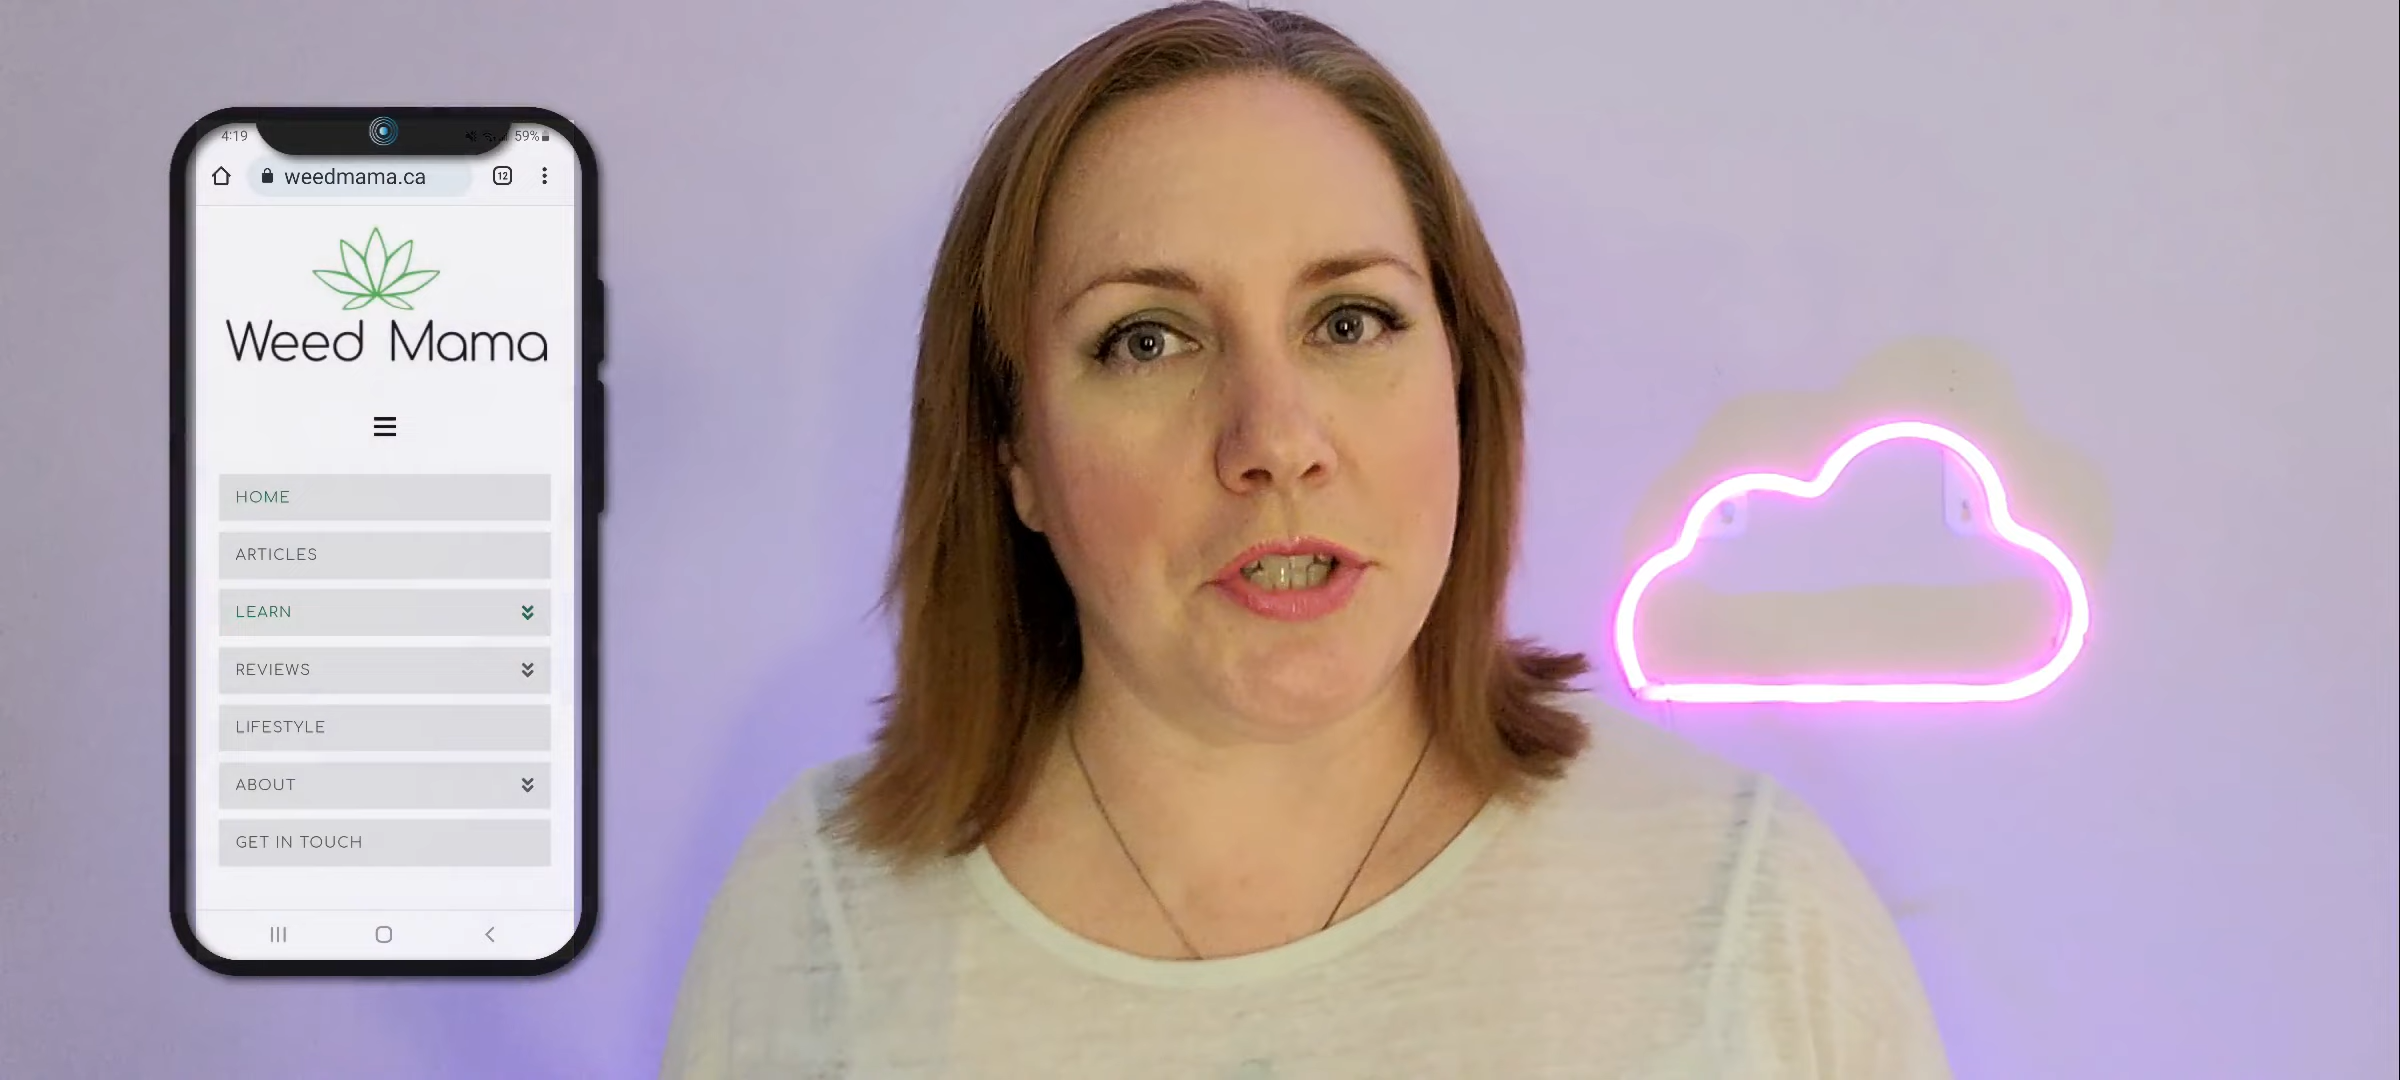 4:19 59%
weedmama.ca 12
Weed Mama
HOME
ARTICLES
LEARN
REVIEWS
LIFESTYLE
ABOUT
GET IN TOUCH